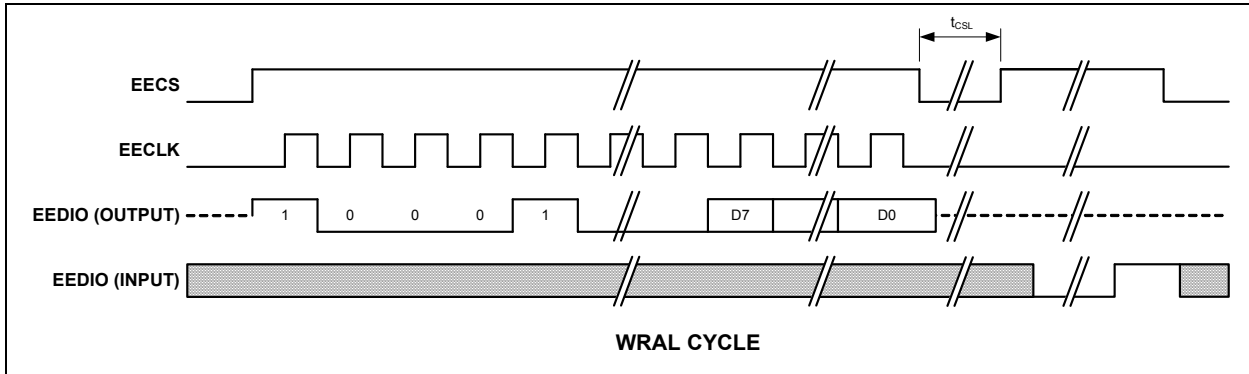 tCSL
EECS
EECLK
EEDIO (OUTPUT)
1 0 0 0 1 D7 D0
EEDIO (INPUT)
WRAL CYCLE